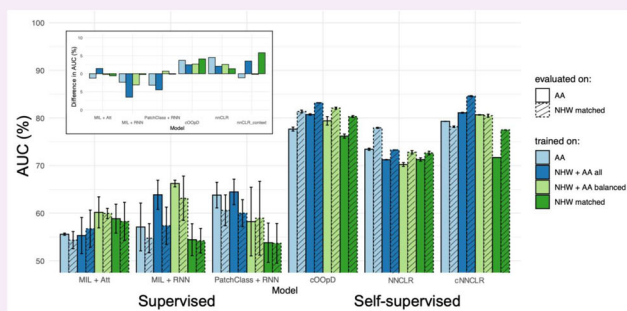 100
90
80
70
60
50
AUC (%)
Difference in AUC (%)
MIL + Att
MIL + RNN
PatchClass + RNN
cOOpD
nnCLR
nnCLR_context
Model
evaluated on:
AA
NHW matched
trained on:
AA
NHW + AA all
NHW + AA balanced
NHW matched
MIL + Att
MIL + RNN
PatchClass + RNN
cOOpD
NNCLR
cNNCLR
Model
Supervised
Self-supervised